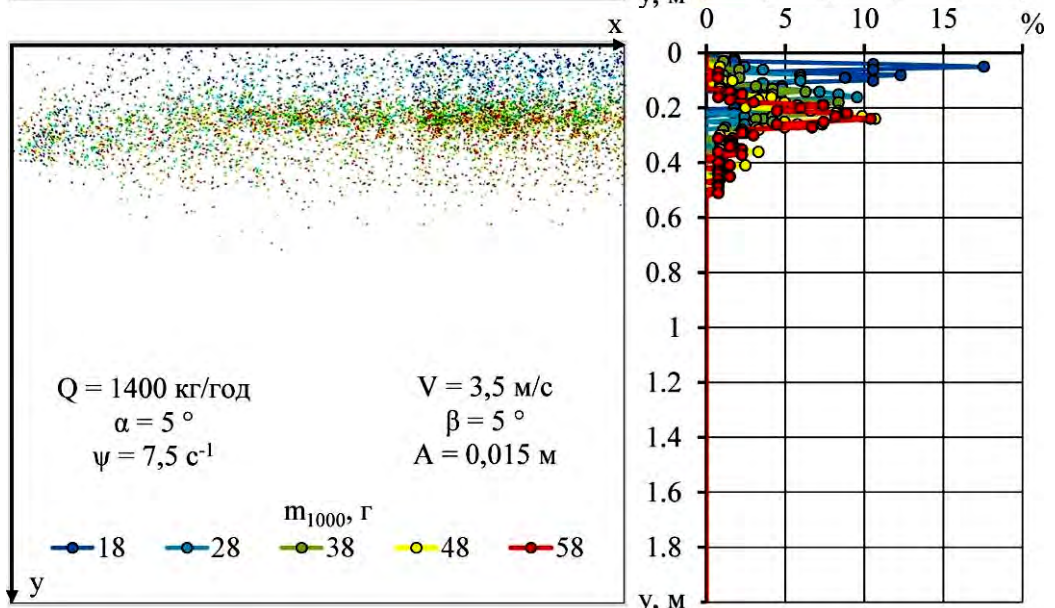 y, м
0 5 10 15 %
x
0
0.2
0.4
0.6
0.8
1
1.2
1.4
1.6
1.8
y, м
Q = 1400 кг/год
V = 3,5 м/с
α = 5 °
β = 5 °
ψ = 7,5 с-1
A = 0,015 м
m1000, г
18 28 38 48 58
y